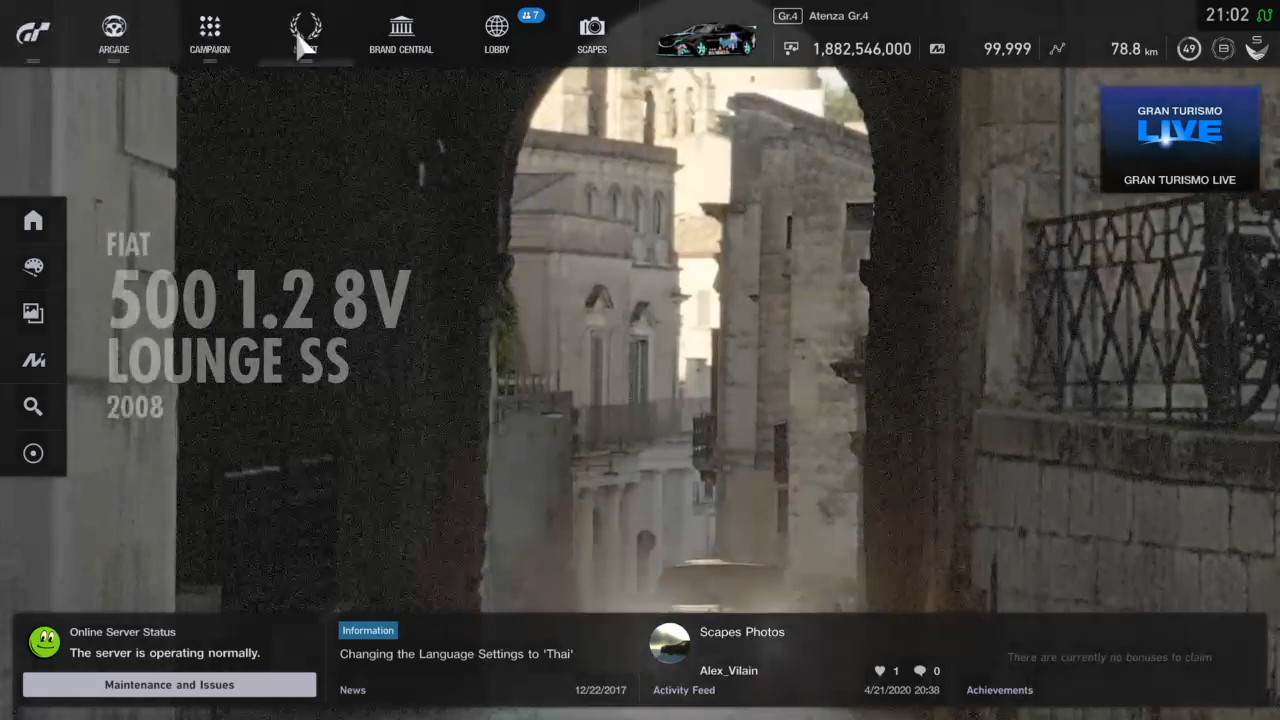 ARCADE
CAMPAIGN
BRAND CENTRAL
LOBBY
7
SCAPES
Gr.4 Atenza Gr.4
1,882,546,000
99,999
78.8 km
49
B
S
21:02
GRAN TURISMO
LIVE
GRAN TURISMO LIVE
FIAT
500 1.2 8V
LOUNGE SS
2008
Online Server Status
The server is operating normally.
Maintenance and Issues
Information
Changing the Language Settings to 'Thai'
News 12/22/2017
Scapes Photos
Alex_Vilain 1 0
Activity Feed 4/21/2020 20:38
There are currently no bonuses to claim
Achievements